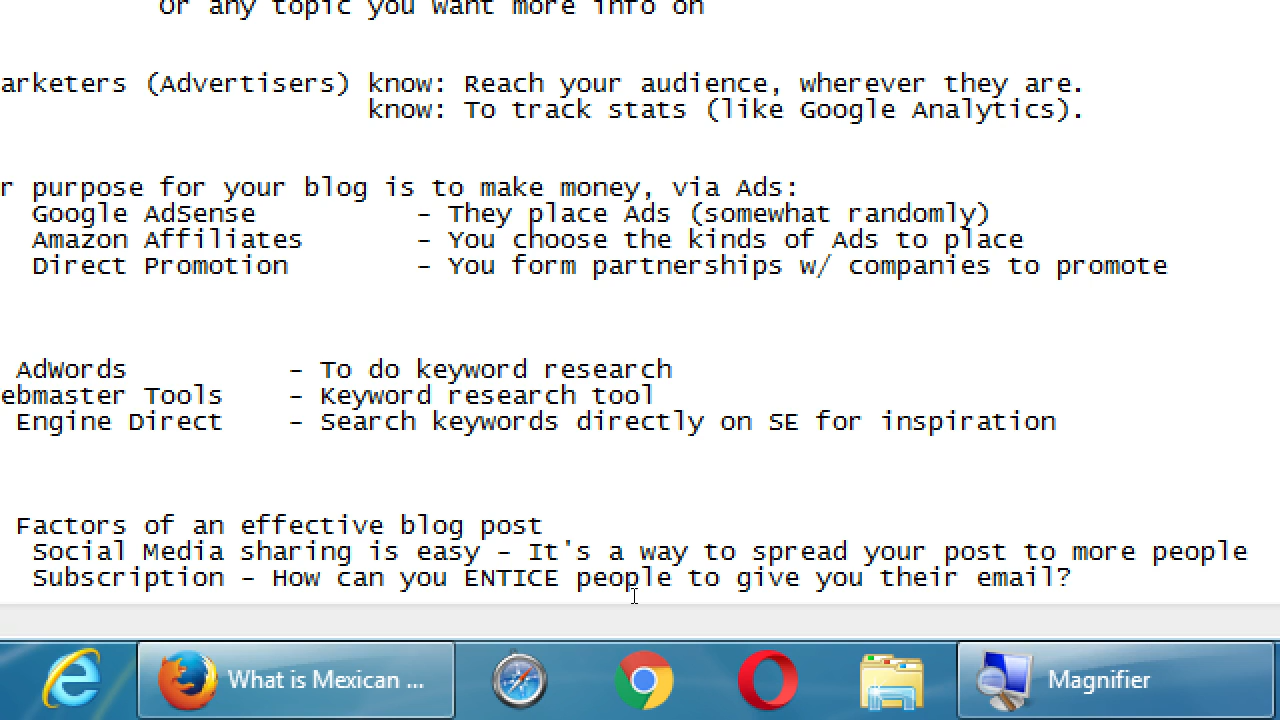 Or any topic you want more info on
arketers (Advertisers) know: Reach your audience, wherever they are.
know: To track stats (like Google Analytics).
r purpose for your blog is to make money, via Ads:
Google AdSense - They place Ads (somewhat randomly)
Amazon Affiliates - You choose the kinds of Ads to place
Direct Promotion - You form partnerships w/ companies to promote
AdWords - To do keyword research
ebmaster Tools - Keyword research tool
Engine Direct - Search keywords directly on SE for inspiration
Factors of an effective blog post
Social Media sharing is easy - It's a way to spread your post to more people
Subscription - How can you ENTICE people to give you their email?
What is Mexican ... Magnifier